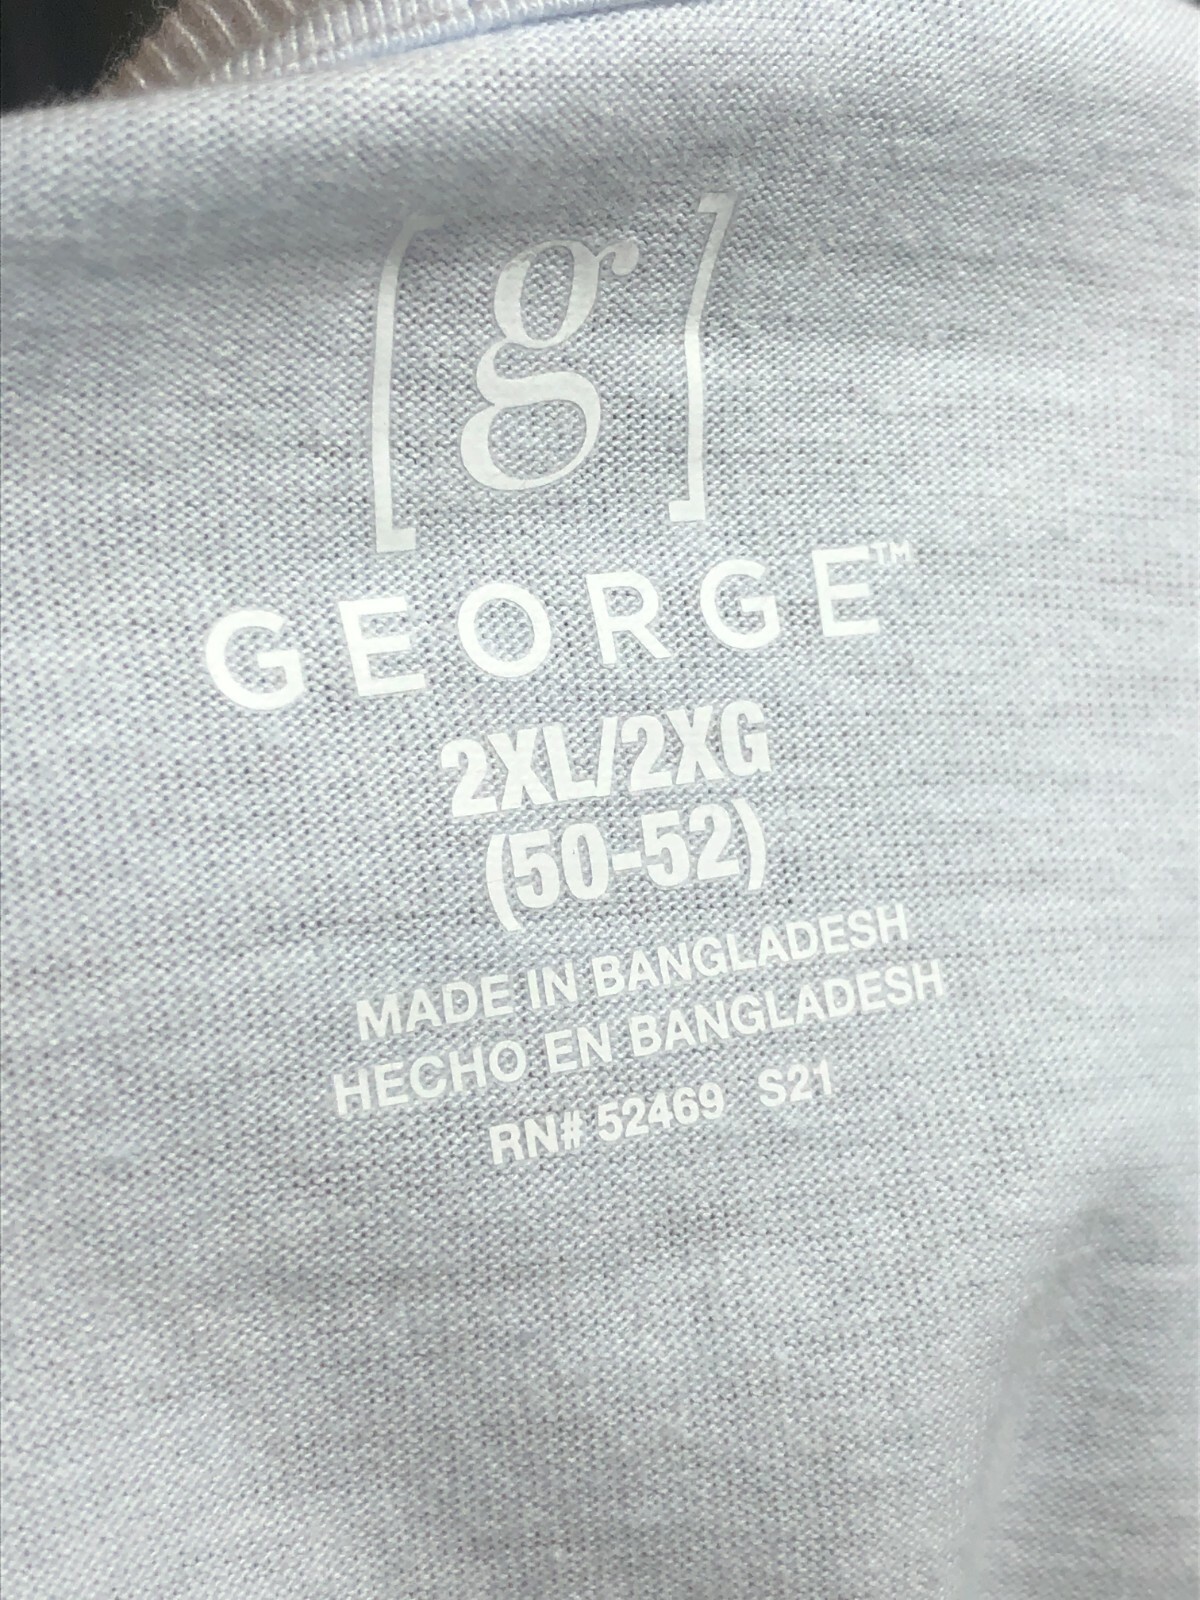 [g]
GEORGE™
2XL/2XG
(50-52)
MADE IN BANGLADESH
HECHO EN BANGLADESH
RN# 52469 S21